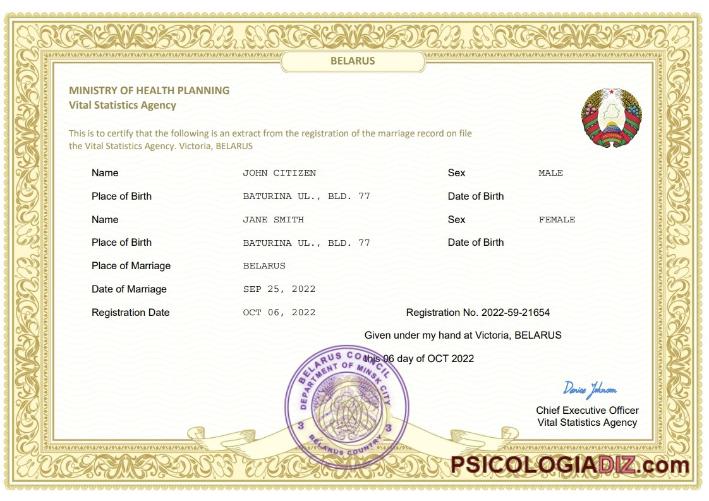 BELARUS
MINISTRY OF HEALTH PLANNING
Vital Statistics Agency
This is to certify that the following is an extract from the registration of the marriage record on file
the Vital Statistics Agency. Victoria, BELARUS
Name JOHN CITIZEN Sex MALE
Place of Birth BATURINA UL., BLD. 77 Date of Birth
Name JANE SMITH Sex FEMALE
Place of Birth BATURINA UL., BLD. 77 Date of Birth
Place of Marriage BELARUS
Date of Marriage SEP 25, 2022
Registration Date OCT 06, 2022 Registration No. 2022-59-21654
Given under my hand at Victoria, BELARUS
this 06 day of OCT 2022
BELARUS COUNCIL
DEPARTMENT OF MINSK CITY
3 3
BELARUS COUNTRY
Denise Johnson
Chief Executive Officer
Vital Statistics Agency
PSICOLOGIADIZ.com